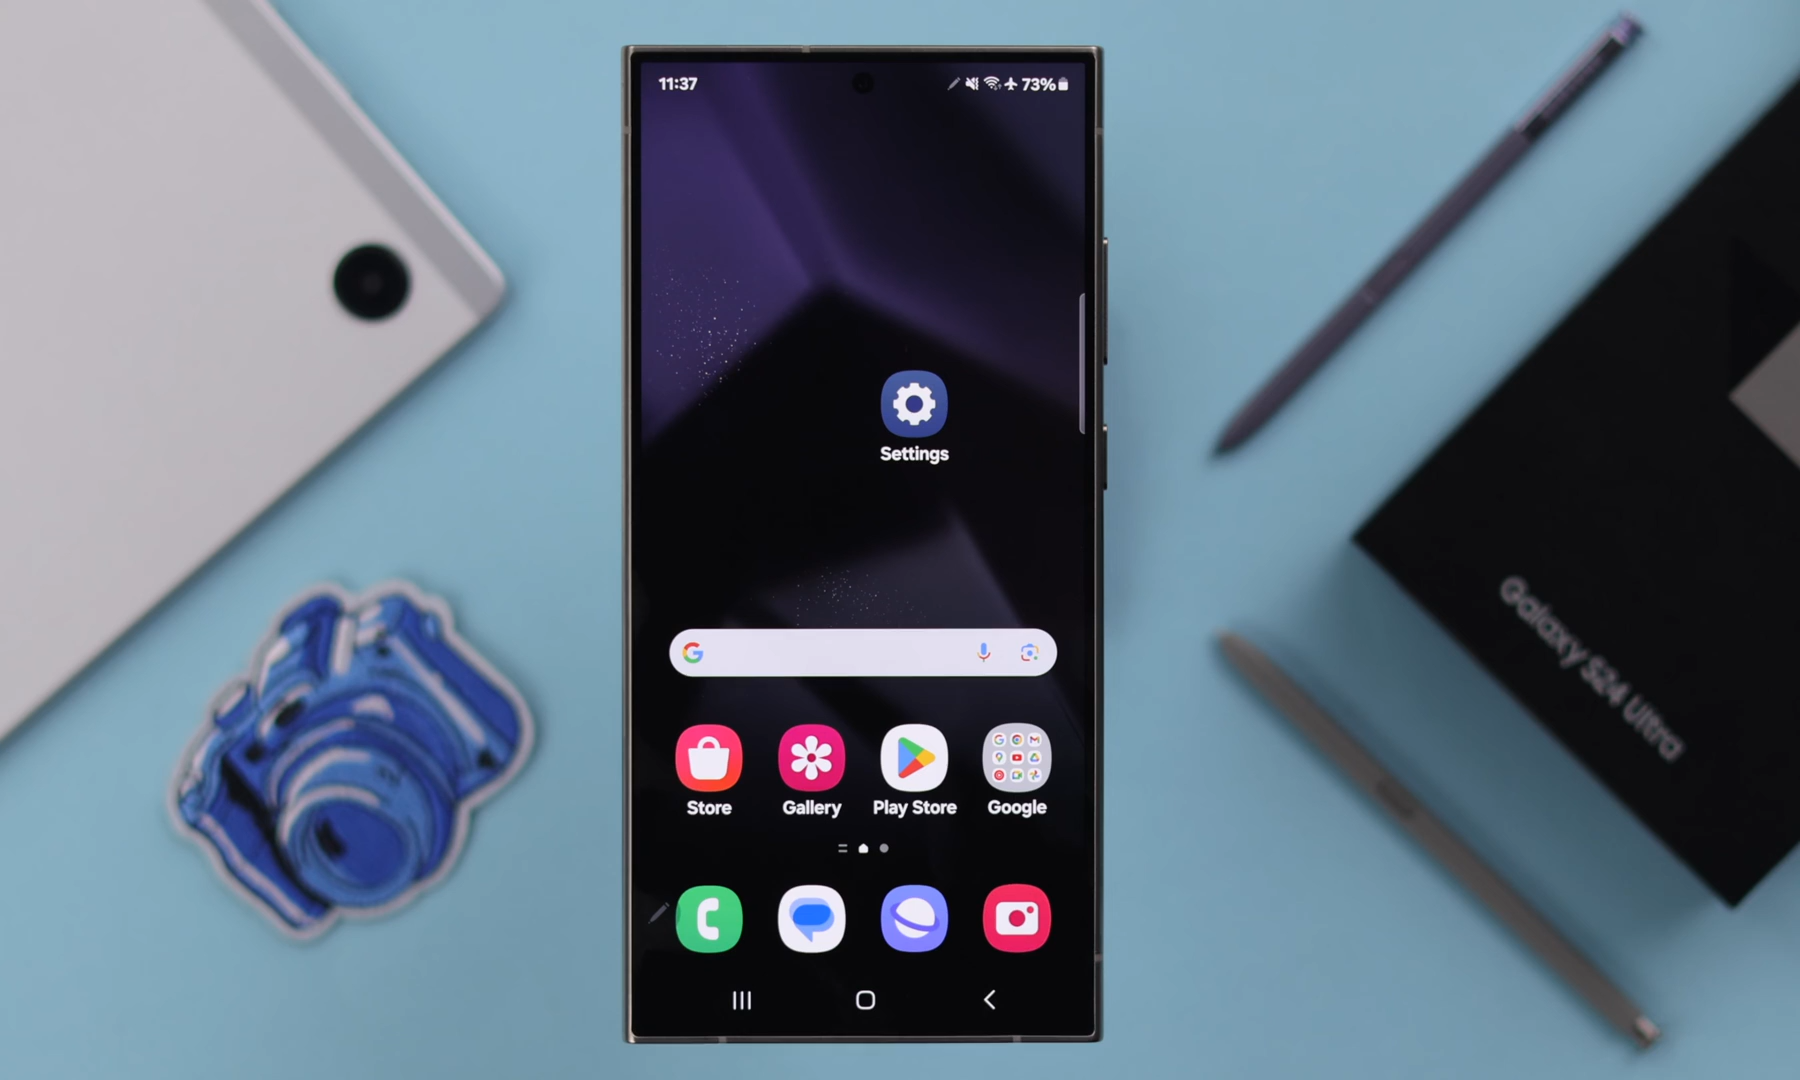 11:37
73%
Settings
Store
Gallery
Play Store
Google
Galaxy S24 Ultra